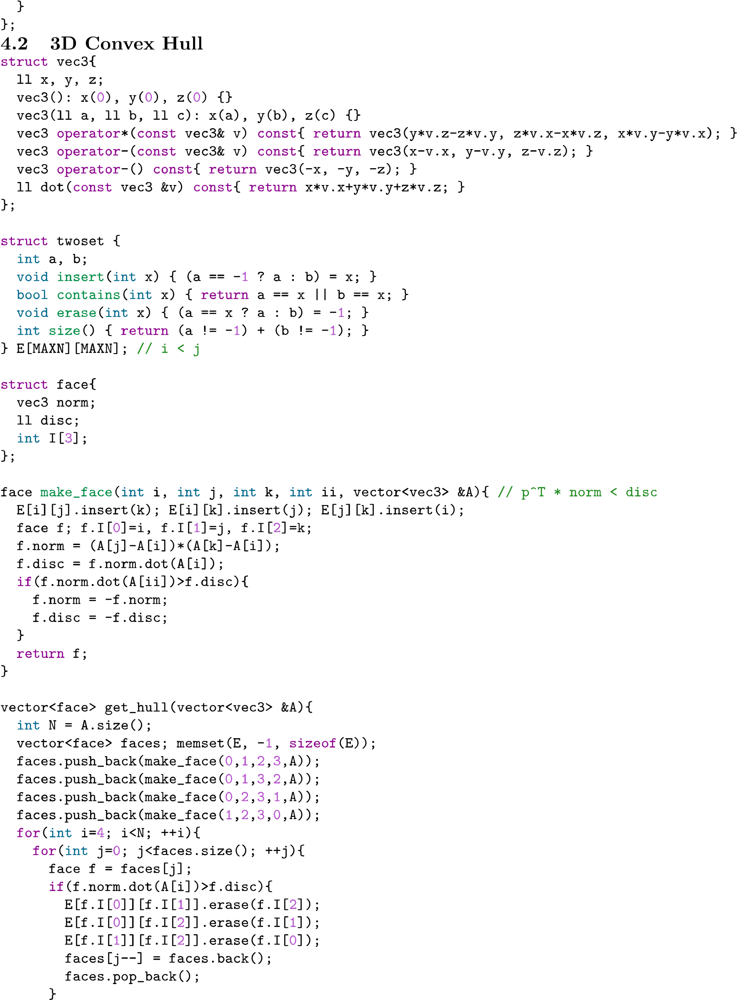 }
};
4.2 3D Convex Hull
struct vec3{
  ll x, y, z;
  vec3(): x(0), y(0), z(0) {}
  vec3(ll a, ll b, ll c): x(a), y(b), z(c) {}
  vec3 operator*(const vec3& v) const{ return vec3(y*v.z-z*v.y, z*v.x-x*v.z, x*v.y-y*v.x); }
  vec3 operator-(const vec3& v) const{ return vec3(x-v.x, y-v.y, z-v.z); }
  vec3 operator-() const{ return vec3(-x, -y, -z); }
  ll dot(const vec3 &v) const{ return x*v.x+y*v.y+z*v.z; }
};

struct twoset {
  int a, b;
  void insert(int x) { (a == -1 ? a : b) = x; }
  bool contains(int x) { return a == x || b == x; }
  void erase(int x) { (a == x ? a : b) = -1; }
  int size() { return (a != -1) + (b != -1); }
} E[MAXN][MAXN]; // i < j

struct face{
  vec3 norm;
  ll disc;
  int I[3];
};

face make_face(int i, int j, int k, int ii, vector<vec3> &A){ // p^T * norm < disc
  E[i][j].insert(k); E[i][k].insert(j); E[j][k].insert(i);
  face f; f.I[0]=i, f.I[1]=j, f.I[2]=k;
  f.norm = (A[j]-A[i])*(A[k]-A[i]);
  f.disc = f.norm.dot(A[i]);
  if(f.norm.dot(A[ii])>f.disc){
    f.norm = -f.norm;
    f.disc = -f.disc;
  }
  return f;
}

vector<face> get_hull(vector<vec3> &A){
  int N = A.size();
  vector<face> faces; memset(E, -1, sizeof(E));
  faces.push_back(make_face(0,1,2,3,A));
  faces.push_back(make_face(0,1,3,2,A));
  faces.push_back(make_face(0,2,3,1,A));
  faces.push_back(make_face(1,2,3,0,A));
  for(int i=4; i<N; ++i){
    for(int j=0; j<faces.size(); ++j){
      face f = faces[j];
      if(f.norm.dot(A[i])>f.disc){
        E[f.I[0]][f.I[1]].erase(f.I[2]);
        E[f.I[0]][f.I[2]].erase(f.I[1]);
        E[f.I[1]][f.I[2]].erase(f.I[0]);
        faces[j--] = faces.back();
        faces.pop_back();
      }